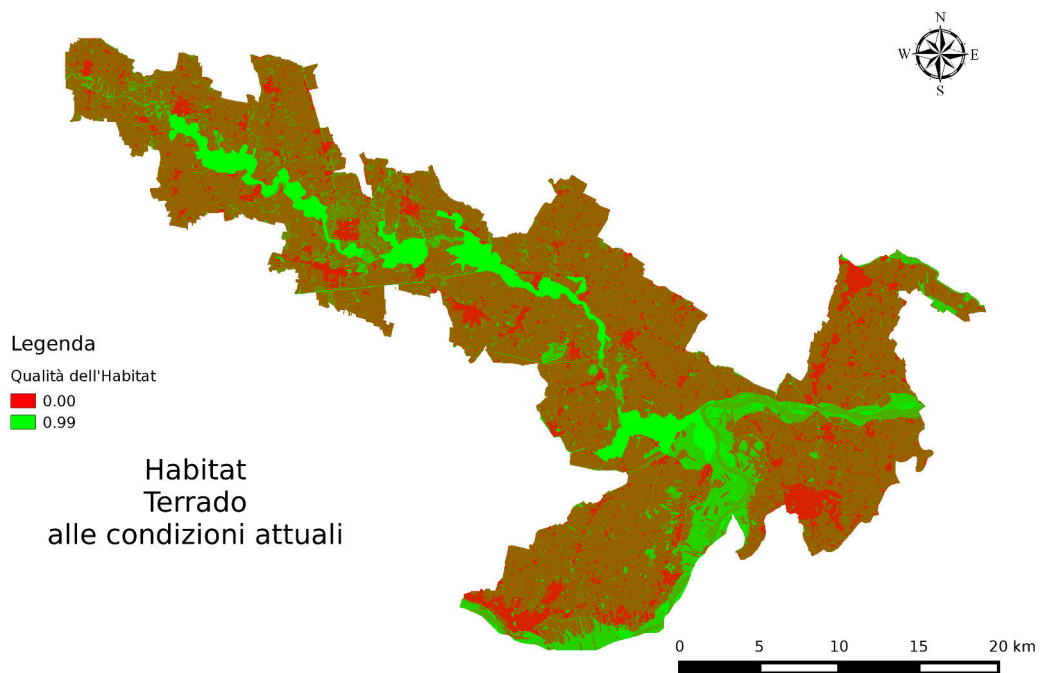 N
W E
S
Legenda
Qualità dell'Habitat
0.00
0.99
Habitat
Terrado
alle condizioni attuali
0 5 10 15 20 km